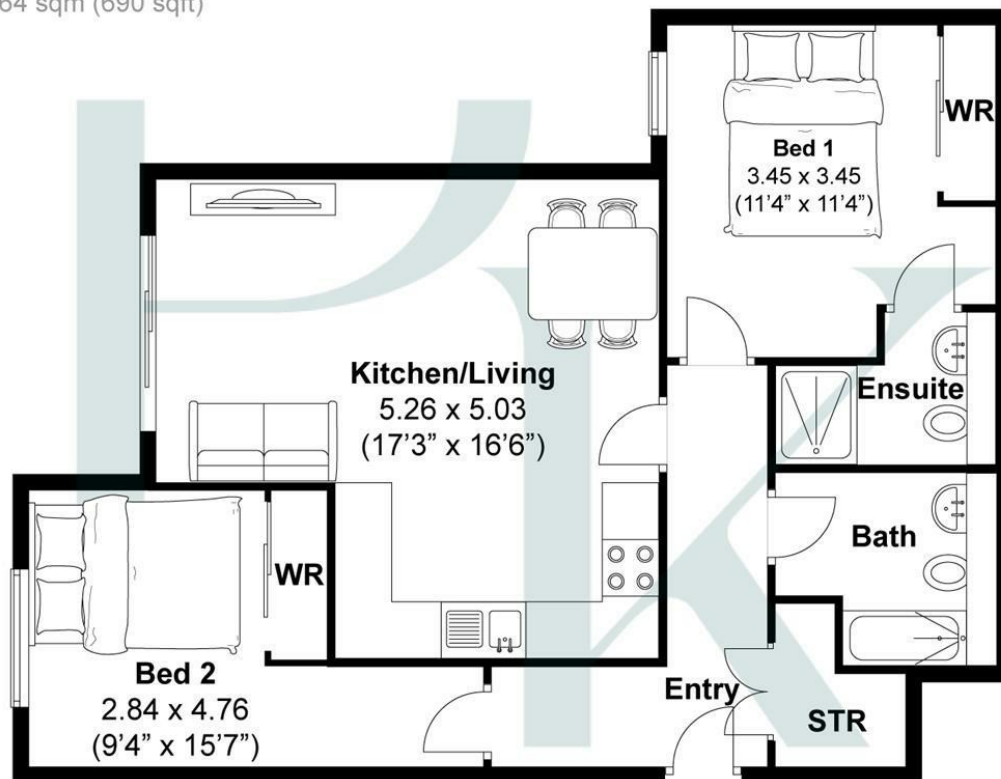 64 sqm (690 sqft)
WR
Bed 1
3.45 x 3.45
(11’4” x 11’4”)
Kitchen/Living
5.26 x 5.03
(17’3” x 16’6”)
Ensuite
Bath
WR
Bed 2
2.84 x 4.76
(9’4” x 15’7”)
Entry
STR